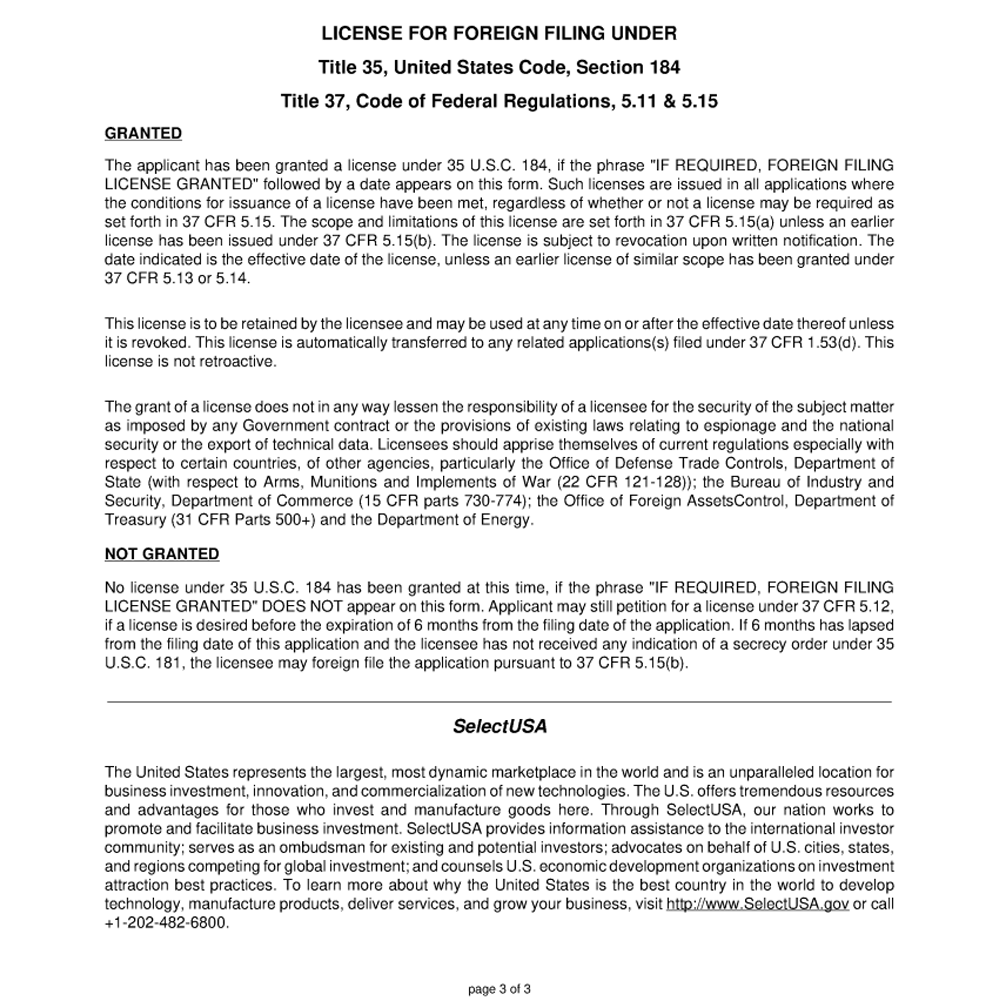 LICENSE FOR FOREIGN FILING UNDER
Title 35, United States Code, Section 184
Title 37, Code of Federal Regulations, 5.11 & 5.15
GRANTED
The applicant has been granted a license under 35 U.S.C. 184, if the phrase "IF REQUIRED, FOREIGN FILING
LICENSE GRANTED" followed by a date appears on this form. Such licenses are issued in all applications where
the conditions for issuance of a license have been met, regardless of whether or not a license may be required as
set forth in 37 CFR 5.15. The scope and limitations of this license are set forth in 37 CFR 5.15(a) unless an earlier
license has been issued under 37 CFR 5.15(b). The license is subject to revocation upon written notification. The
date indicated is the effective date of the license, unless an earlier license of similar scope has been granted under
37 CFR 5.13 or 5.14.
This license is to be retained by the licensee and may be used at any time on or after the effective date thereof unless
it is revoked. This license is automatically transferred to any related applications(s) filed under 37 CFR 1.53(d). This
license is not retroactive.
The grant of a license does not in any way lessen the responsibility of a licensee for the security of the subject matter
as imposed by any Government contract or the provisions of existing laws relating to espionage and the national
security or the export of technical data. Licensees should apprise themselves of current regulations especially with
respect to certain countries, of other agencies, particularly the Office of Defense Trade Controls, Department of
State (with respect to Arms, Munitions and Implements of War (22 CFR 121-128)); the Bureau of Industry and
Security, Department of Commerce (15 CFR parts 730-774); the Office of Foreign AssetsControl, Department of
Treasury (31 CFR Parts 500+) and the Department of Energy.
NOT GRANTED
No license under 35 U.S.C. 184 has been granted at this time, if the phrase "IF REQUIRED, FOREIGN FILING
LICENSE GRANTED" DOES NOT appear on this form. Applicant may still petition for a license under 37 CFR 5.12,
if a license is desired before the expiration of 6 months from the filing date of the application. If 6 months has lapsed
from the filing date of this application and the licensee has not received any indication of a secrecy order under 35
U.S.C. 181, the licensee may foreign file the application pursuant to 37 CFR 5.15(b).
SelectUSA
The United States represents the largest, most dynamic marketplace in the world and is an unparalleled location for
business investment, innovation, and commercialization of new technologies. The U.S. offers tremendous resources
and advantages for those who invest and manufacture goods here. Through SelectUSA, our nation works to
promote and facilitate business investment. SelectUSA provides information assistance to the international investor
community; serves as an ombudsman for existing and potential investors; advocates on behalf of U.S. cities, states,
and regions competing for global investment; and counsels U.S. economic development organizations on investment
attraction best practices. To learn more about why the United States is the best country in the world to develop
technology, manufacture products, deliver services, and grow your business, visit http://www.SelectUSA.gov or call
+1-202-482-6800.
page 3 of 3